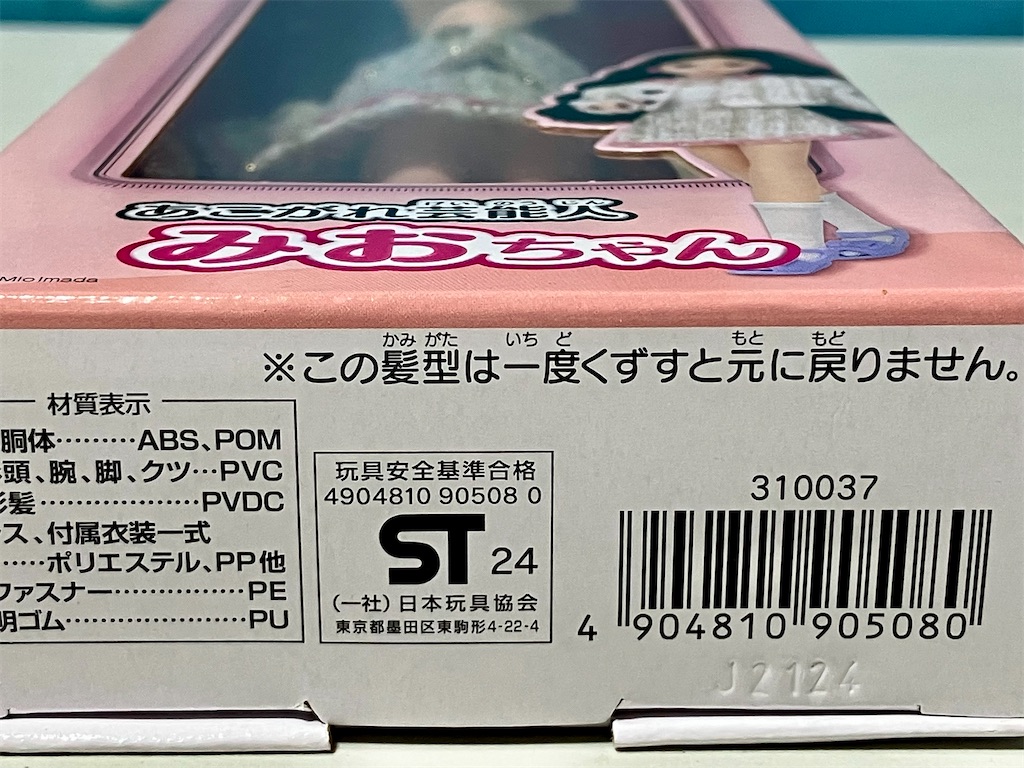 あこがれ芸能人
みおちゃん
Mio Imada
※この髪型は一度くずすと元に戻りません。
かみ がた いち ど もと もど
材質表示
胴体………ABS、POM
頭、腕、脚、クツ…PVC
髪………………PVDC
ス、付属衣装一式
……ポリエステル、PP他
ファスナー……………PE
明ゴム…………………PU
玩具安全基準合格
4904810 90508 0
ST 24
(一社)日本玩具協会
東京都墨田区東駒形4-22-4
310037
4 904810 905080
J2124